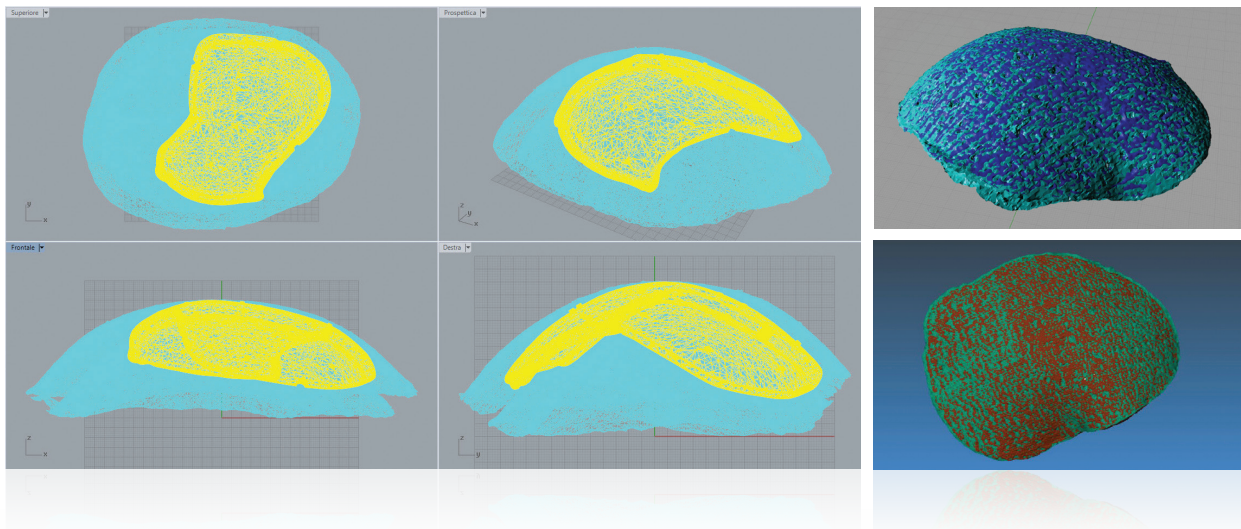 Superiore
Prospettica
y
x
z
y
x
Frontale
Destra
z
x
z
y